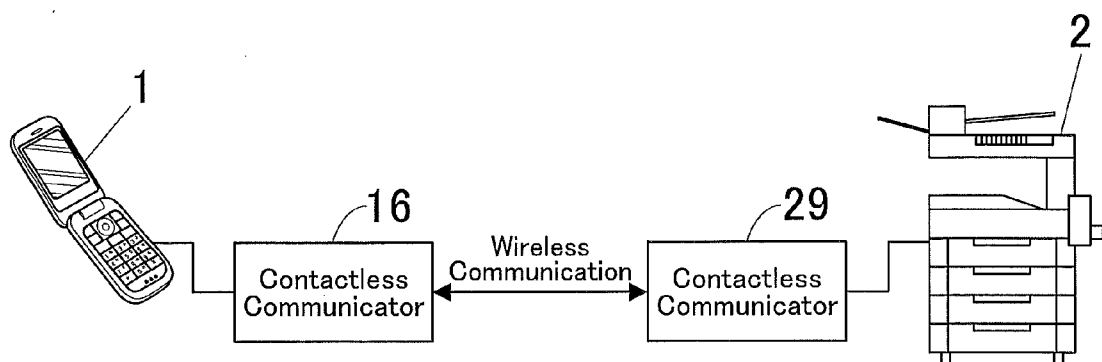 2
1
16
29
Wireless
Communication
Contactless
Communicator
Contactless
Communicator